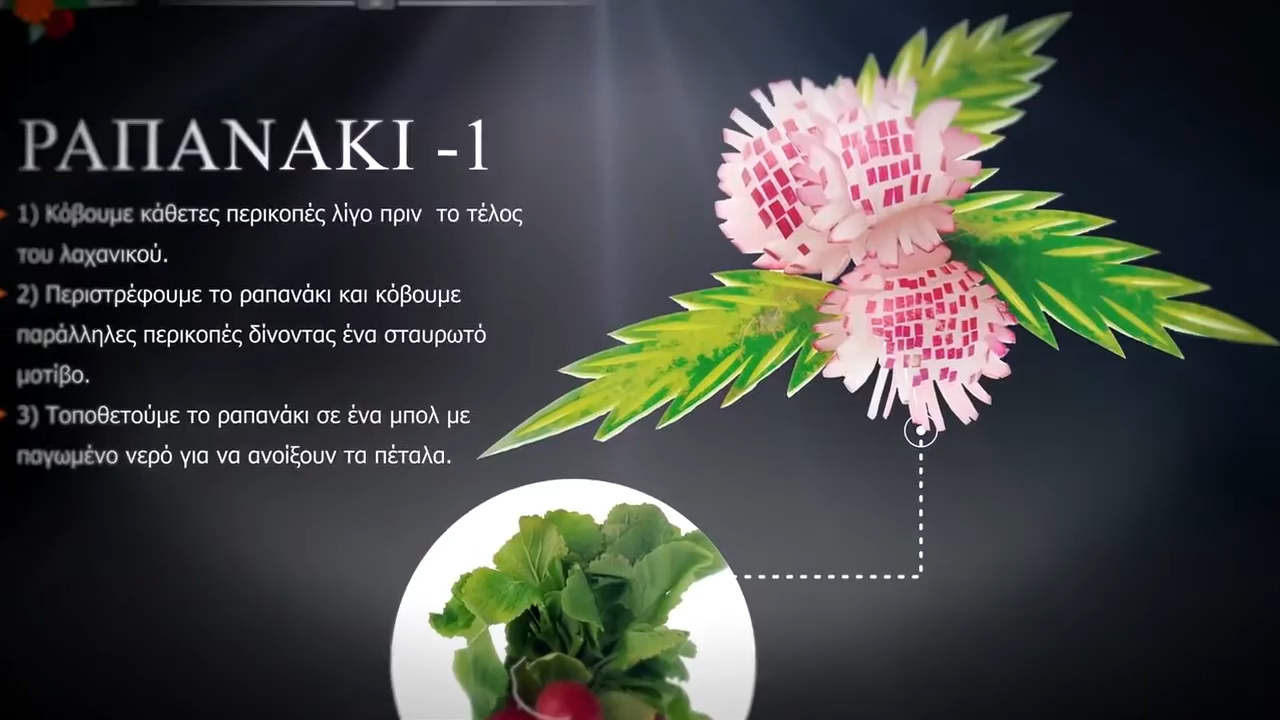 ΡΑΠΑΝΑΚΙ -1
1) Κόβουμε κάθετες περικοπές λίγο πριν το τέλος
του λαχανικού.
2) Περιστρέφουμε το ραπανάκι και κόβουμε
παράλληλες περικοπές δίνοντας ένα σταυρωτό
μοτίβο.
3) Τοποθετούμε το ραπανάκι σε ένα μπολ με
παγωμένο νερό για να ανοίξουν τα πέταλα.